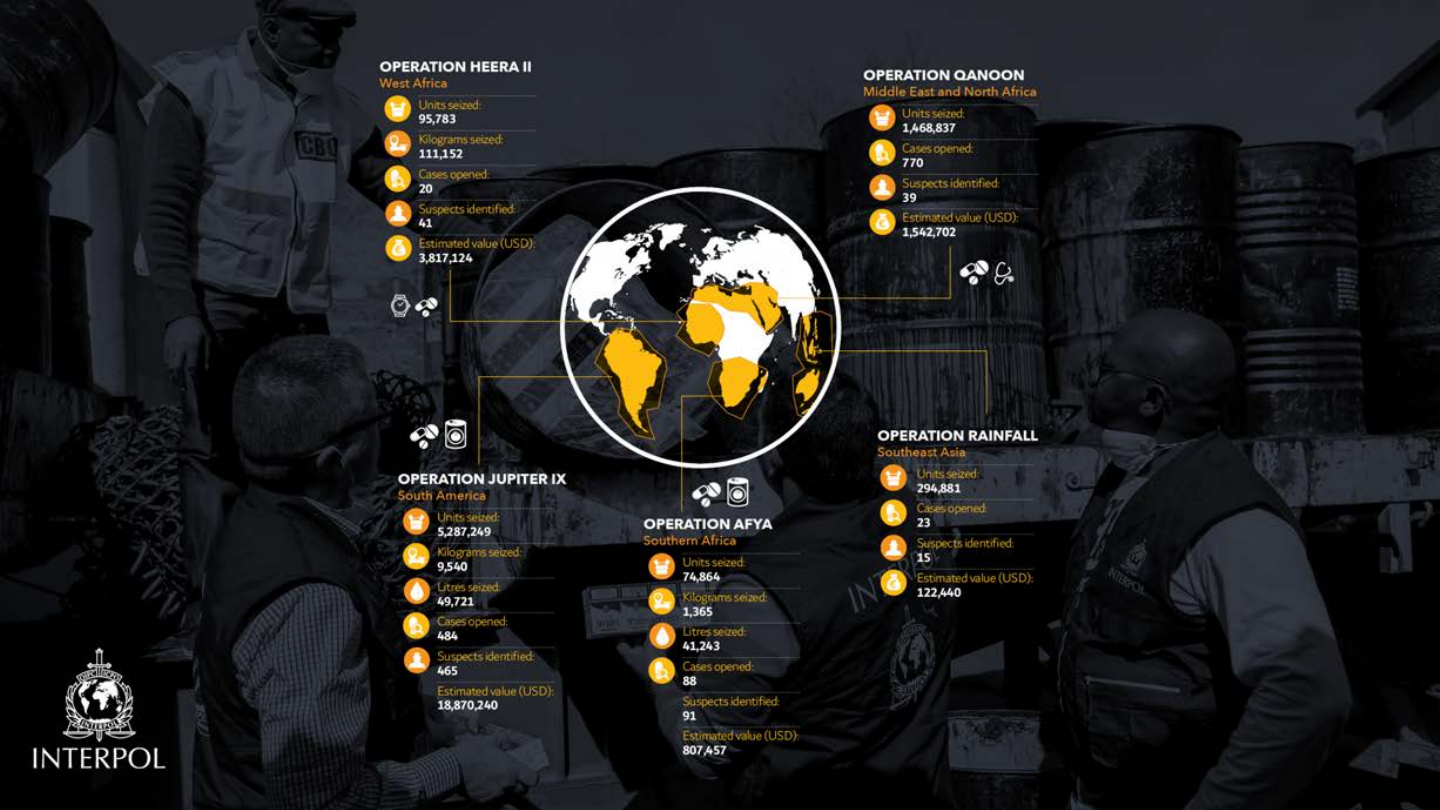 OPERATION HEERA II
West Africa
Units seized:
95,783
Kilograms seized:
111,152
Cases opened:
20
Suspects identified:
41
Estimated value (USD):
3,817,124
OPERATION QANOON
Middle East and North Africa
Units seized:
1,468,837
Cases opened:
770
Suspects identified:
39
Estimated value (USD):
1,542,702
OPERATION JUPITER IX
South America
Units seized:
5,287,249
Kilograms seized:
9,540
Litres seized:
49,721
Cases opened:
484
Suspects identified:
465
Estimated value (USD):
18,870,240
OPERATION AFYA
Southern Africa
Units seized:
74,864
Kilograms seized:
1,365
Litres seized:
41,243
Cases opened:
88
Suspects identified:
91
Estimated value (USD):
807,457
OPERATION RAINFALL
Southeast Asia
Units seized:
294,881
Cases opened:
23
Suspects identified:
15
Estimated value (USD):
122,440
INTERPOL
INTERPOL
INTERPOL